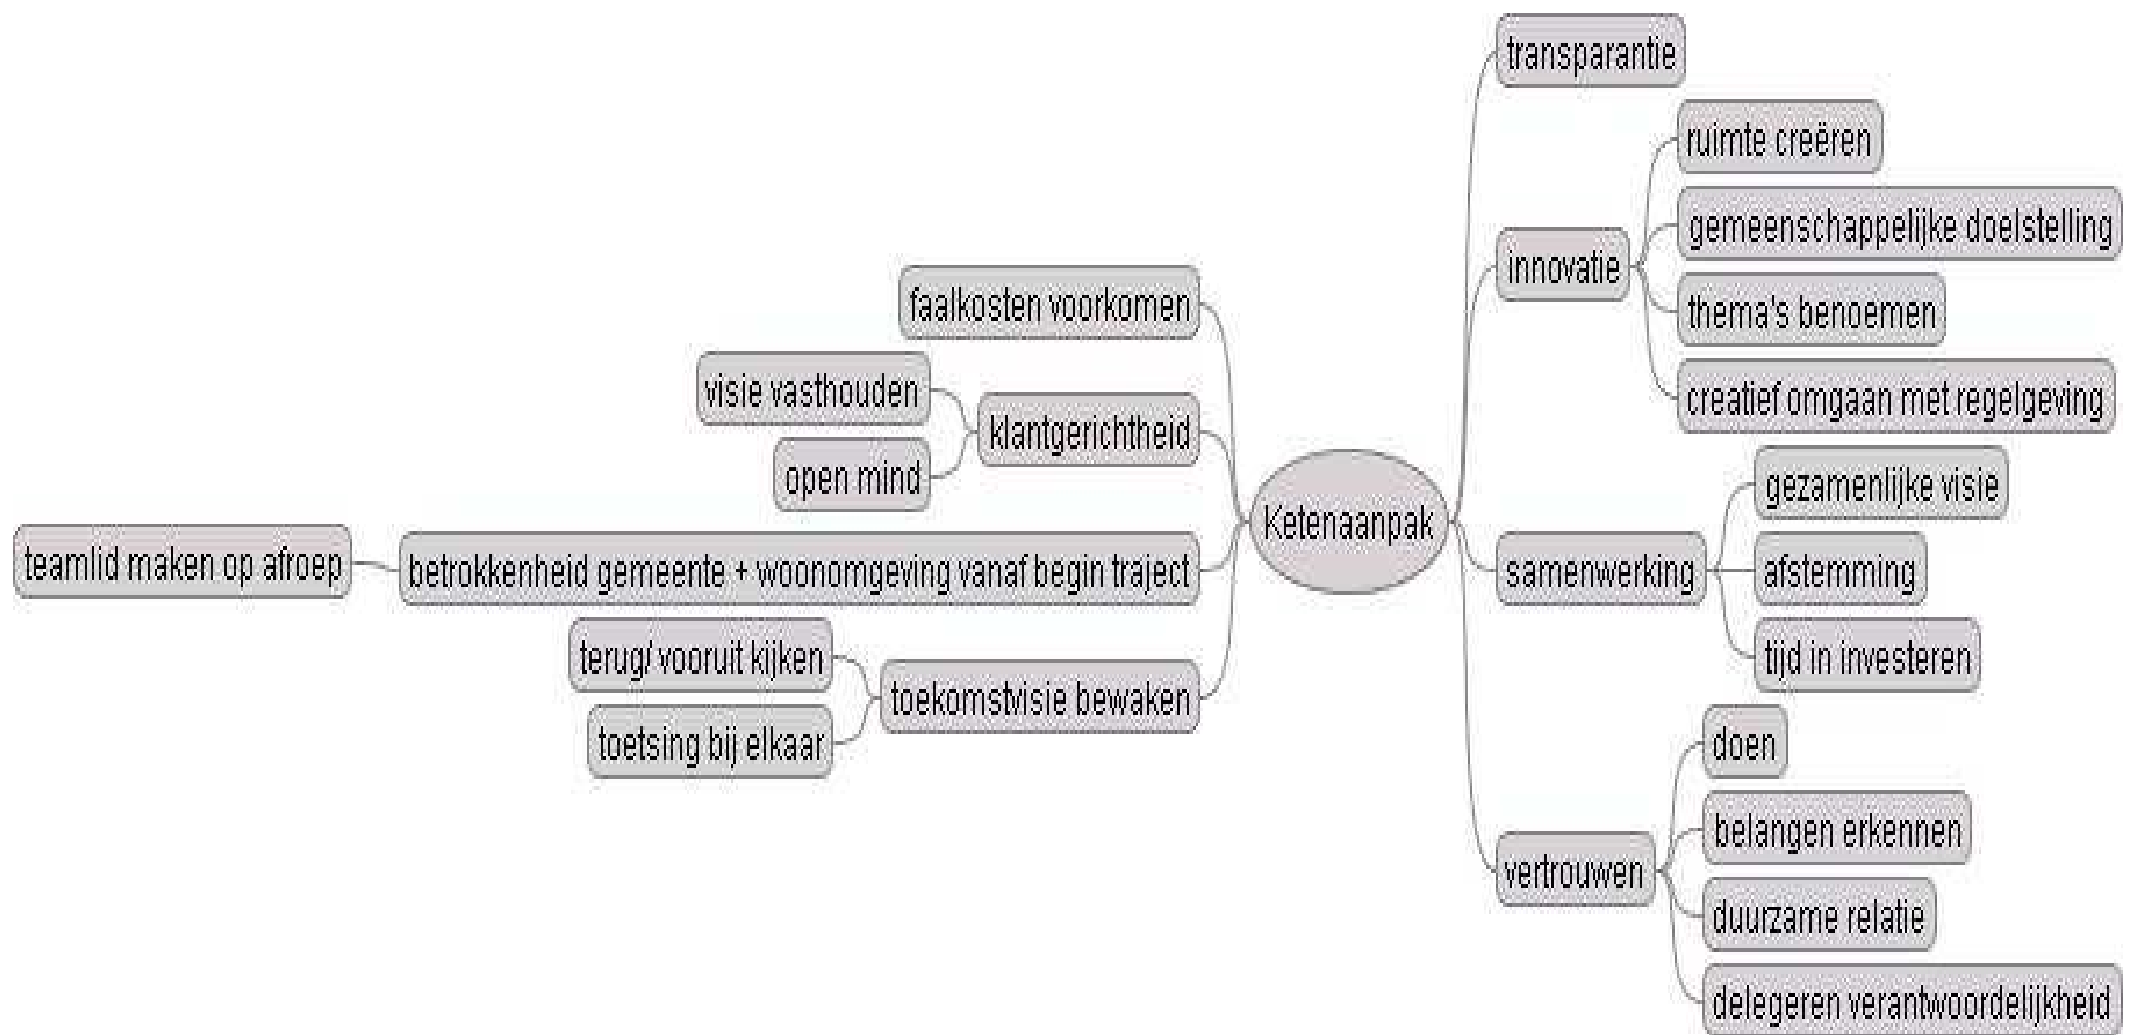 transparantie
ruimte creëren
gemeenschappelijke doelstelling
innovatie
thema's benoemen
creatief omgaan met regelgeving
faalkosten voorkomen
visie vasthouden
klantgerichtheid
open mind
Ketenaanpak
gezamenlijke visie
samenwerking
afstemming
tijd in investeren
teamlid maken op afroep
betrokkenheid gemeente + woonomgeving vanaf begin traject
terug/ vooruit kijken
toekomstvisie bewaken
toetsing bij elkaar
doen
belangen erkennen
vertrouwen
duurzame relatie
delegeren verantwoordelijkheid